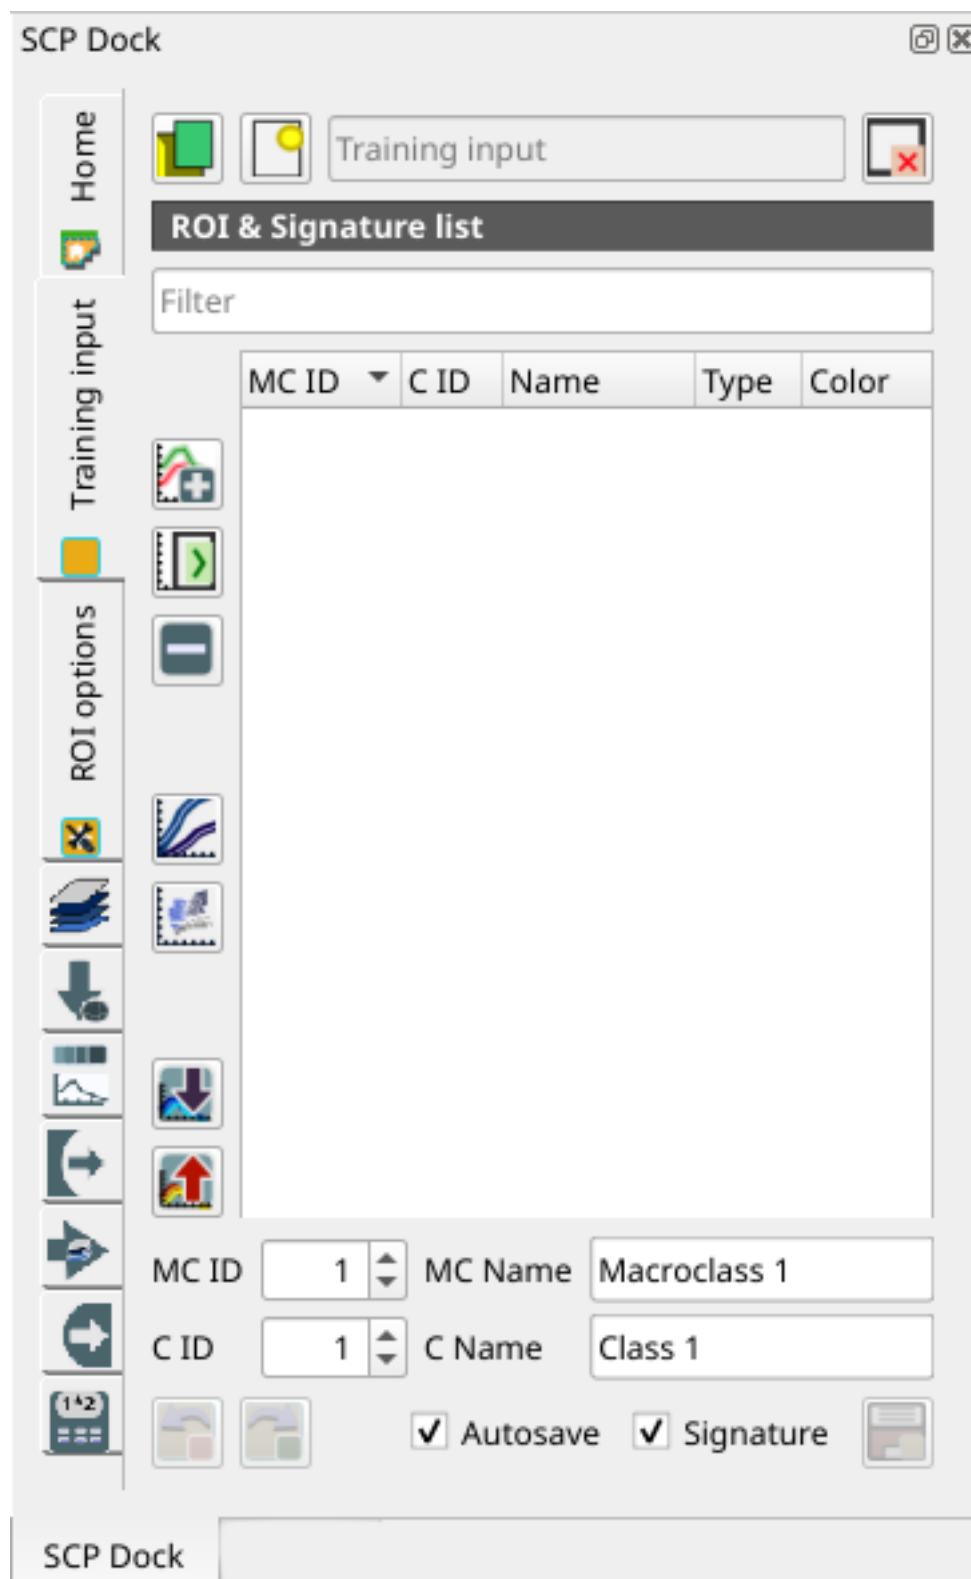 SCP Dock
Home
Training input
ROI options
Training input
ROI & Signature list
Filter
MC ID C ID Name Type Color
MC ID 1 MC Name Macroclass 1
C ID 1 C Name Class 1
Autosave Signature
SCP Dock